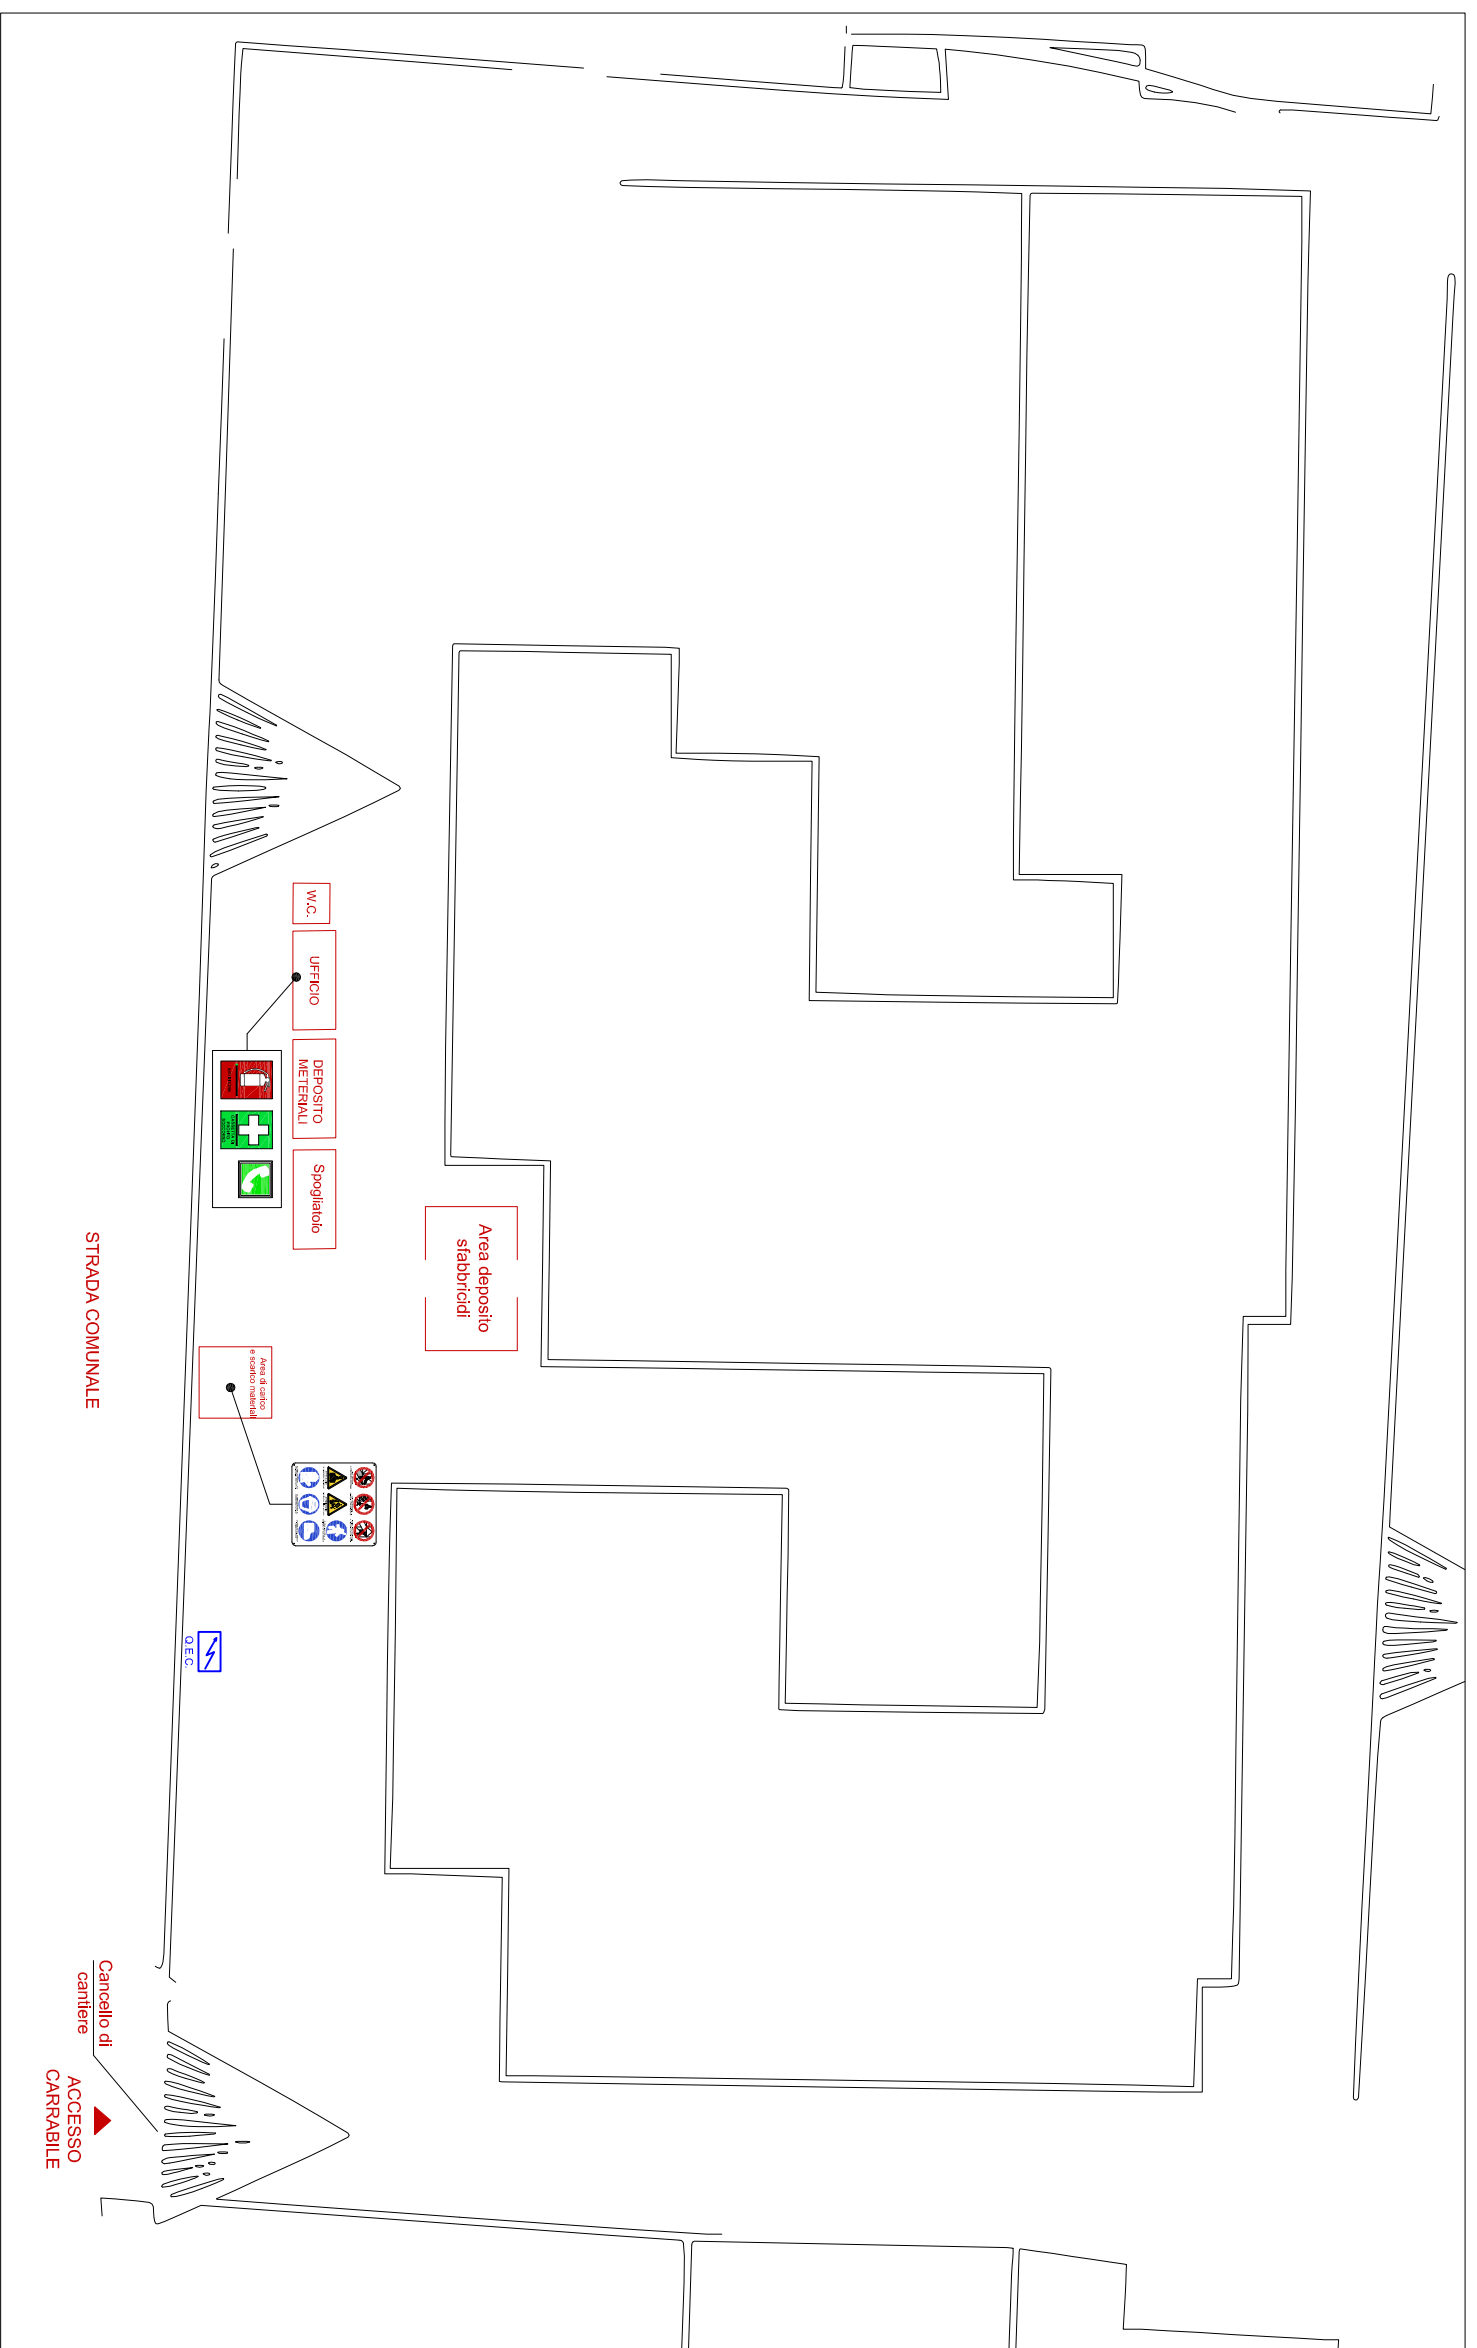 W.C.
UFFICIO
DEPOSITO
METERIALI
Spogliatoio
Area deposito
sfabbricidi
STRADA COMUNALE
Area di carico
e scarico materiali
Q.E.C.
Cancello di
cantiere
ACCESSO
CARRABILE